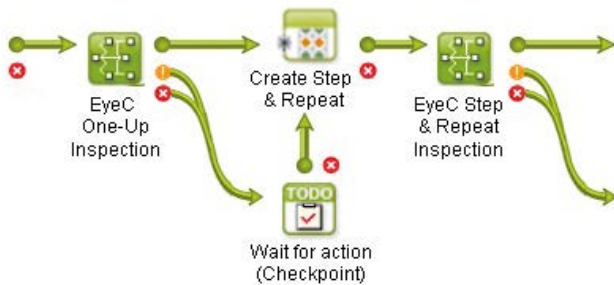 EyeC
One-Up
Inspection
Create Step
& Repeat
EyeC Step
& Repeat
Inspection
TODO
Wait for action
(Checkpoint)